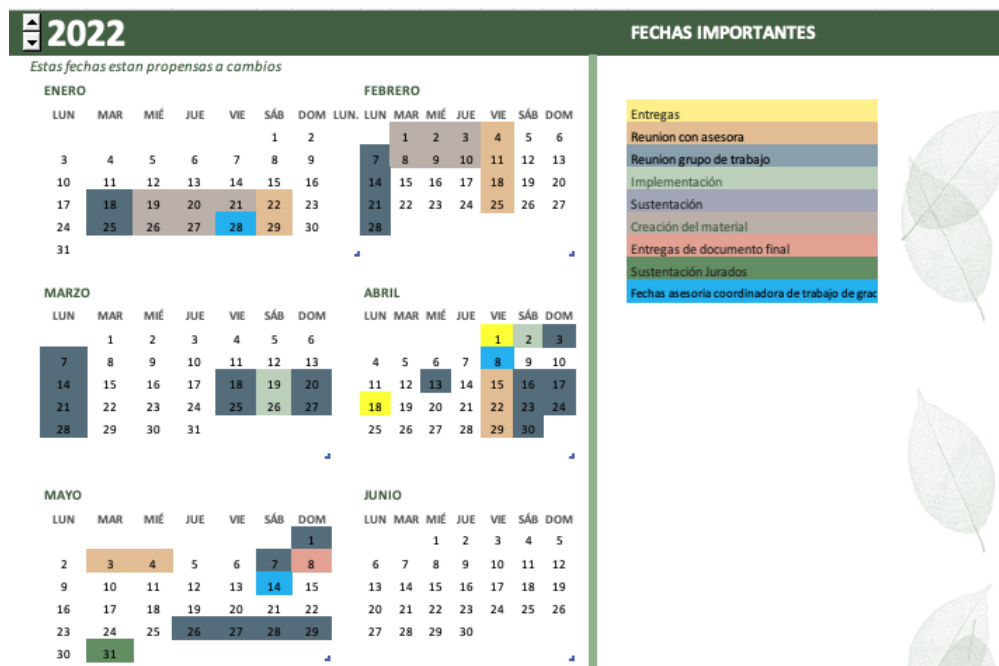 2022 FECHAS IMPORTANTES
Estas fechas estan propensas a cambios
ENERO
LUN MAR MIÉ JUE VIE SÁB DOM
1 2
3 4 5 6 7 8 9
10 11 12 13 14 15 16
17 18 19 20 21 22 23
24 25 26 27 28 29 30
31
FEBRERO
LUN. LUN MAR MIÉ JUE VIE SÁB DOM
1 2 3 4 5 6
7 8 9 10 11 12 13
14 15 16 17 18 19 20
21 22 23 24 25 26 27
28
MARZO
LUN MAR MIÉ JUE VIE SÁB DOM
1 2 3 4 5 6
7 8 9 10 11 12 13
14 15 16 17 18 19 20
21 22 23 24 25 26 27
28 29 30 31
ABRIL
LUN MAR MIÉ JUE VIE SÁB DOM
1 2 3
4 5 6 7 8 9 10
11 12 13 14 15 16 17
18 19 20 21 22 23 24
25 26 27 28 29 30
MAYO
LUN MAR MIÉ JUE VIE SÁB DOM
1
2 3 4 5 6 7 8
9 10 11 12 13 14 15
16 17 18 19 20 21 22
23 24 25 26 27 28 29
30 31
JUNIO
LUN MAR MIÉ JUE VIE SÁB DOM
1 2 3 4 5
6 7 8 9 10 11 12
13 14 15 16 17 18 19
20 21 22 23 24 25 26
27 28 29 30
Entregas
Reunion con asesora
Reunion grupo de trabajo
Implementación
Sustentación
Creación del material
Entregas de documento final
Sustentación Jurados
Fechas asesoria coordinadora de trabajo de grac